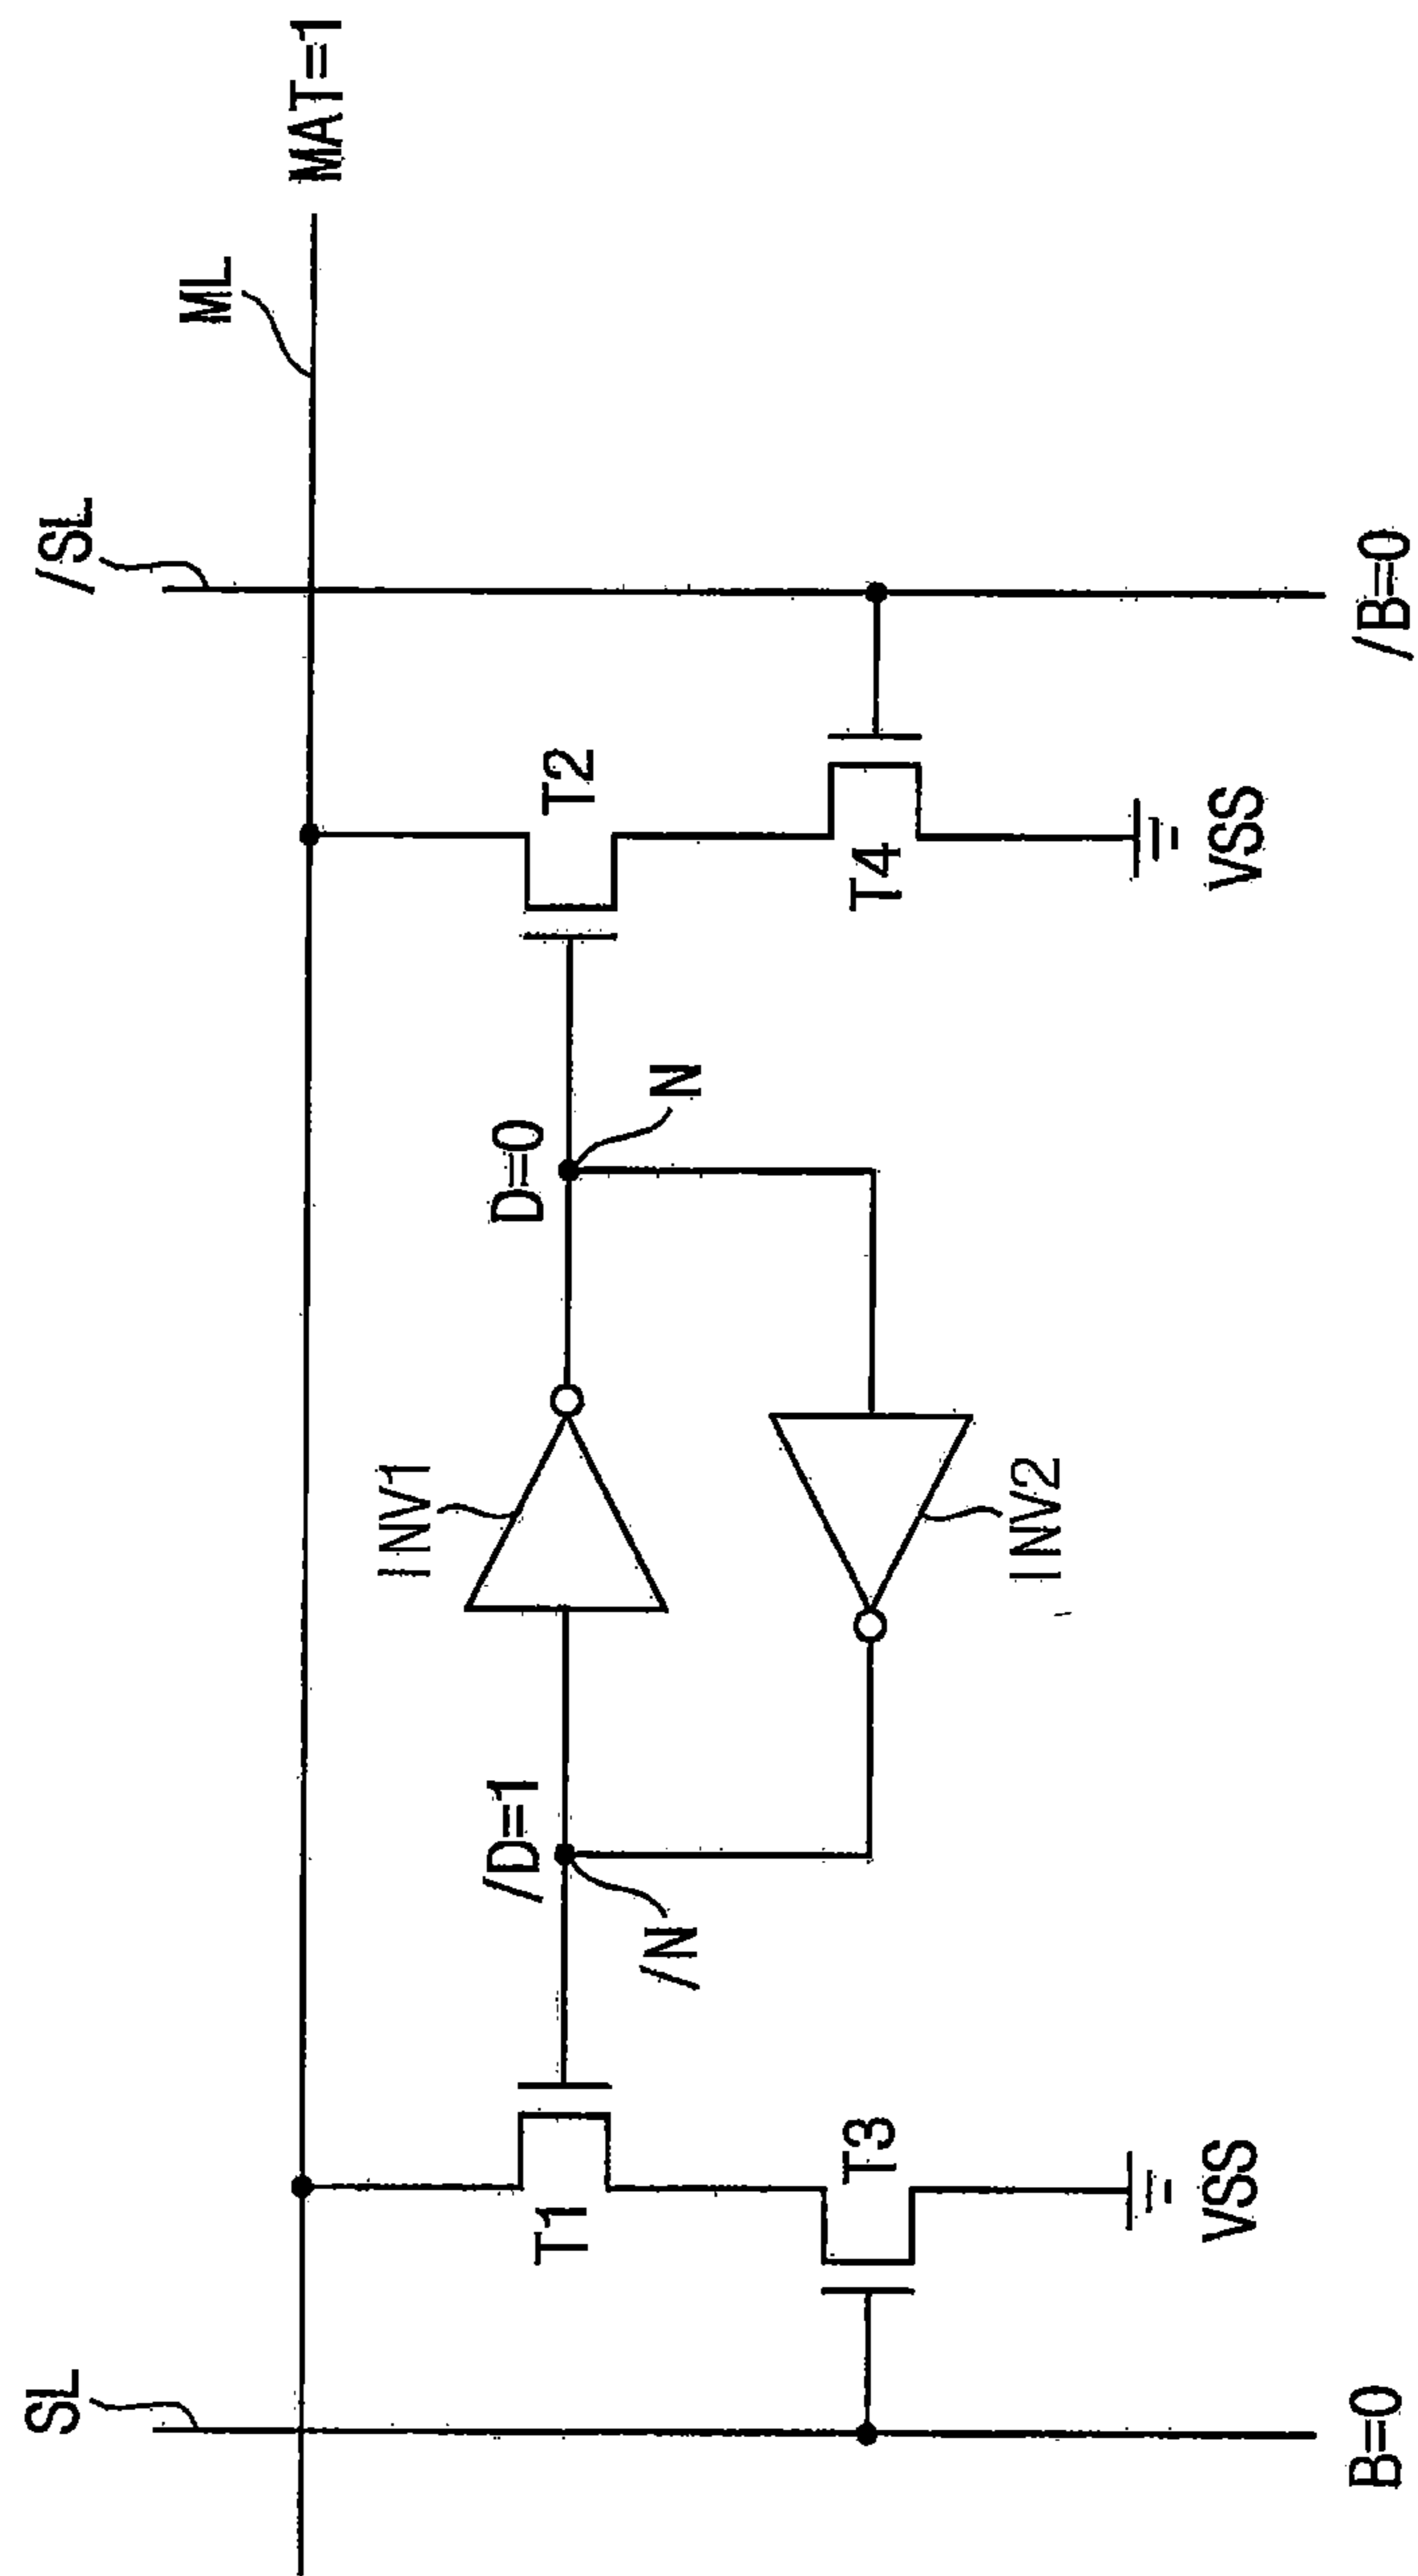 MAT=1
ML
SL
/SL
T2
D=0
/D=1
INV1
T1
N
/N
T3
T4
INV2
VSS
VSS
B=0
/B=0